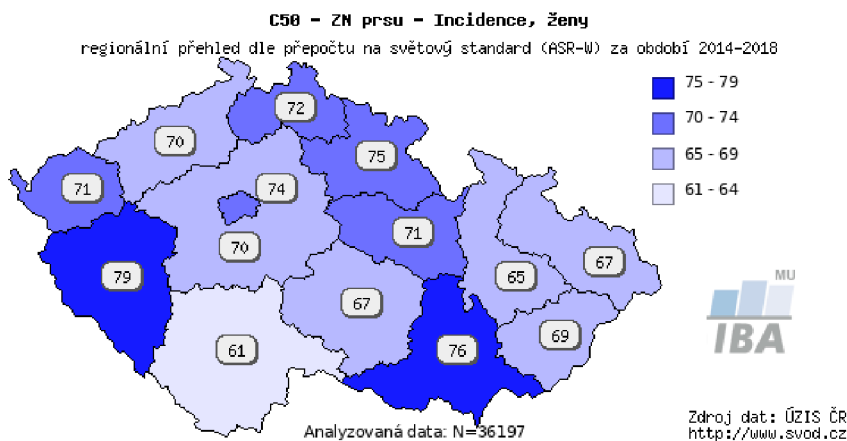 C50 - ZN prsu - Incidence, ženy
regionální přehled dle přepočtu na světový standard (ASR-W) za období 2014-2018
75 - 79
70 - 74
65 - 69
61 - 64
72
70
75
71
74
71
70
79
67
65
67
61
76
69
MU
IBA
Analyzovaná data: N=36197
Zdroj dat: ÚZIS ČR
http://www.svod.cz